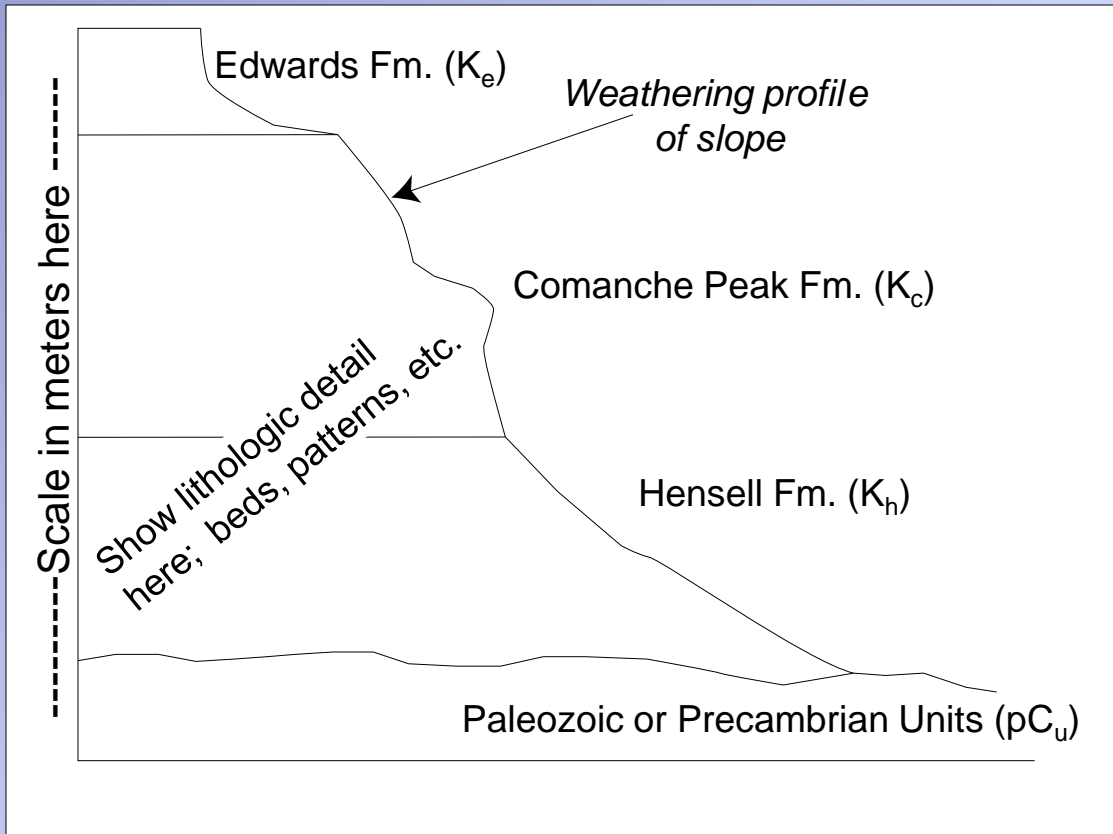 Edwards Fm. (Ke)
Weathering profile
of slope
--------Scale in meters here ------
Comanche Peak Fm. (Kc)
Show lithologic detail
here; beds, patterns, etc.
Hensell Fm. (Kh)
Paleozoic or Precambrian Units (pCu)